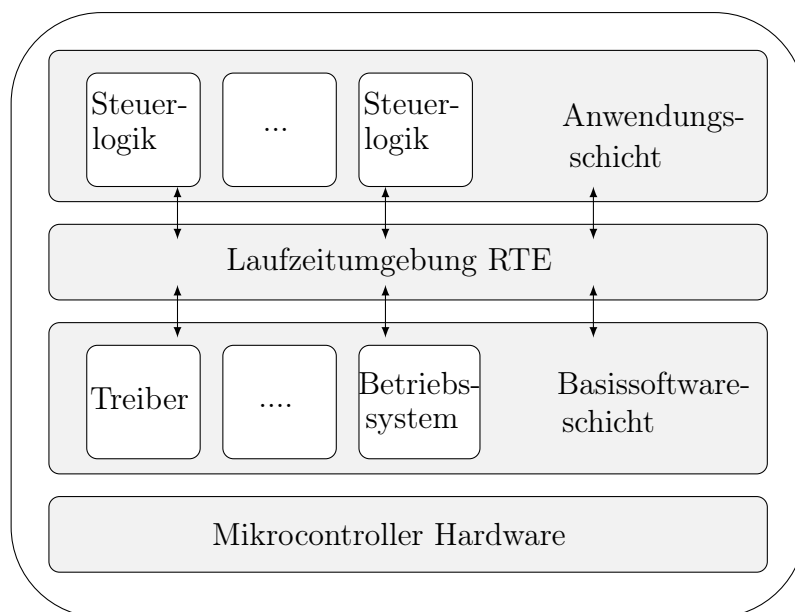 Steuer-
logik
...
Steuer-
logik
Anwendungs-
schicht
Laufzeitumgebung RTE
Treiber
....
Betriebs-
system
Basissoftware-
schicht
Mikrocontroller Hardware